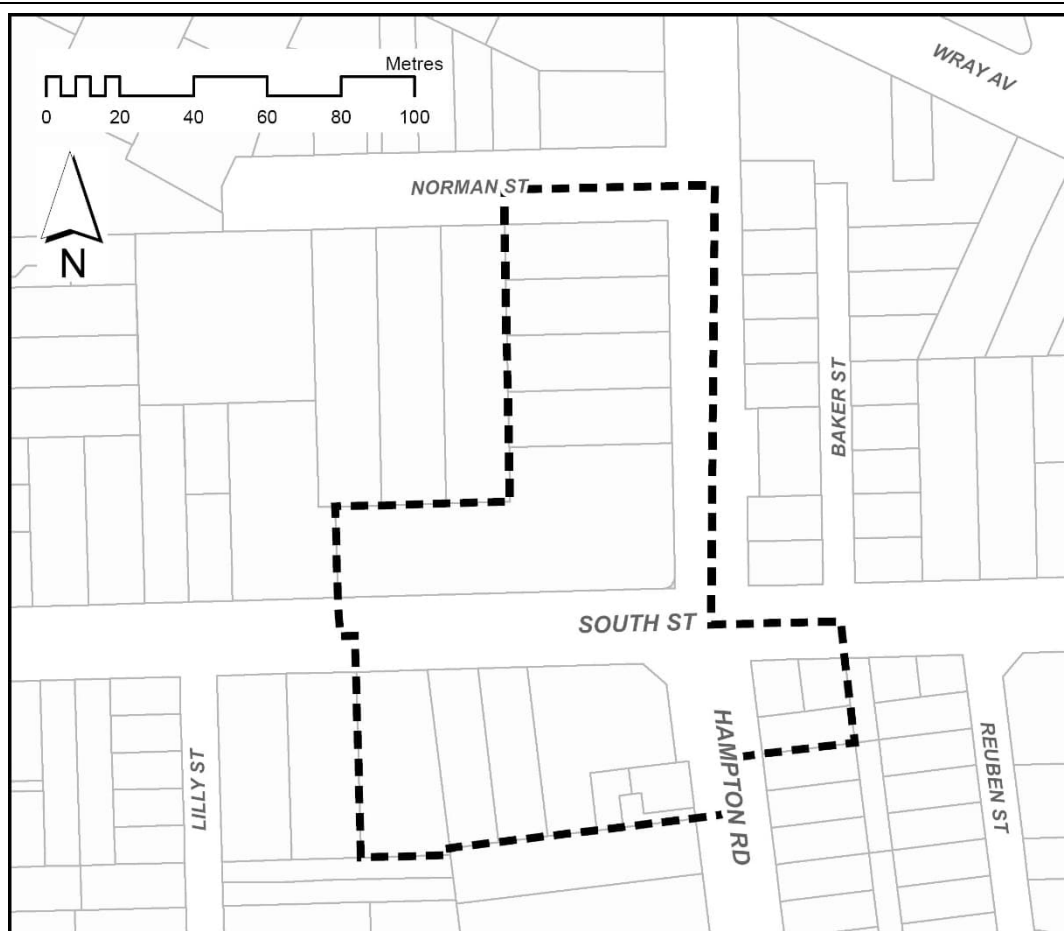 Metres
0 20 40 60 80 100
N
WRAY AV
NORMAN ST
BAKER ST
SOUTH ST
HAMPTON RD
REUBEN ST
LILLY ST